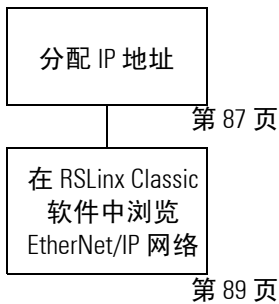 分配 IP 地址
第 87 页
在 RSLinx Classic
软件中浏览
EtherNet/IP 网络
第 89 页